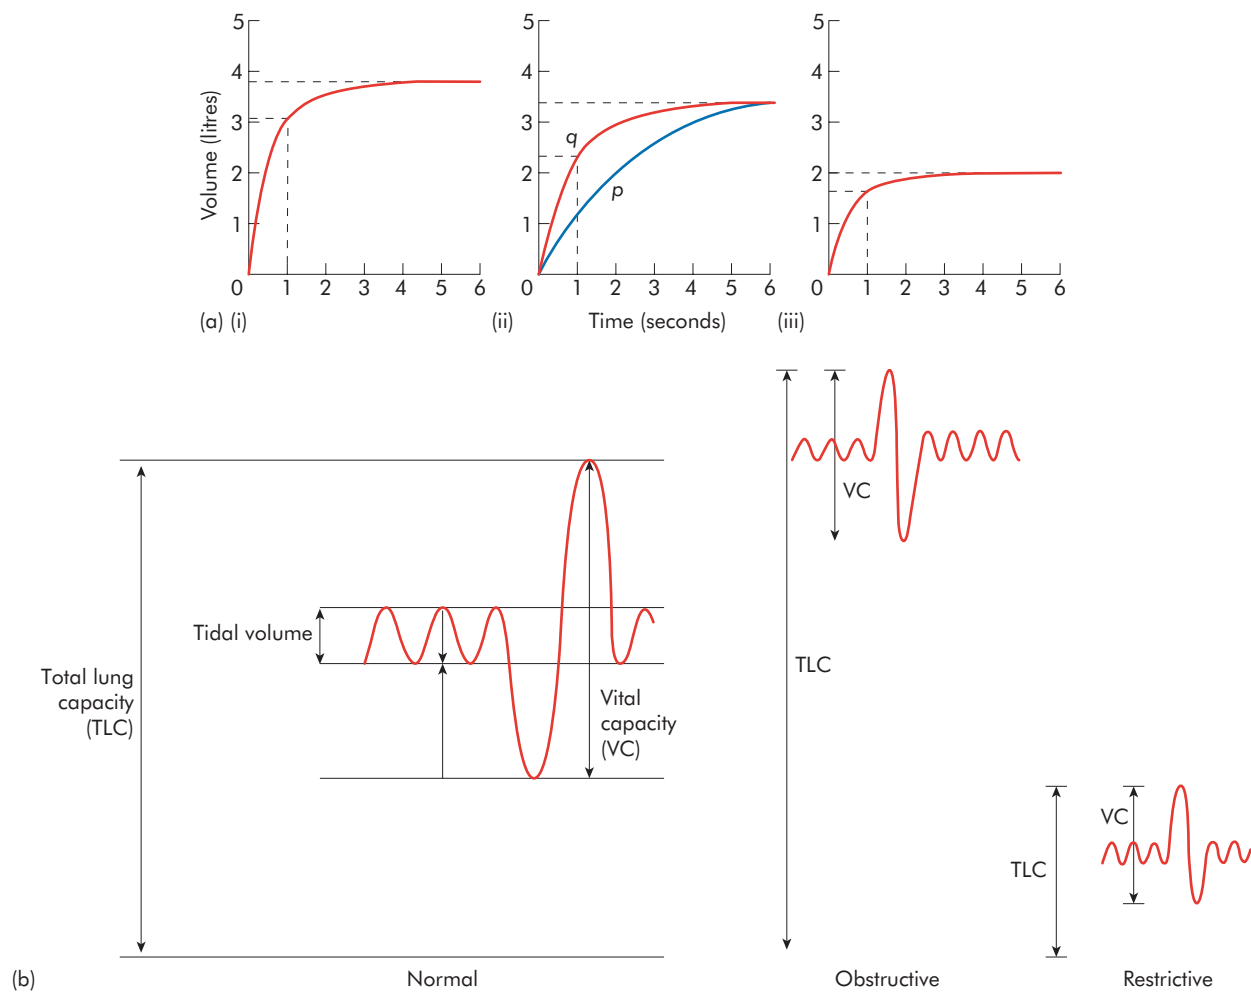 5
4
3
2
1
0
Volume (litres)
1 2 3 4 5 6
(a) (i)
5
4
3
2
1
0
q
p
1 2 3 4 5 6
(ii)
Time (seconds)
5
4
3
2
1
0
1 2 3 4 5 6
(iii)
Tidal volume
Total lung
capacity
(TLC)
Vital
capacity
(VC)
VC
TLC
VC
TLC
(b)
Normal
Obstructive
Restrictive